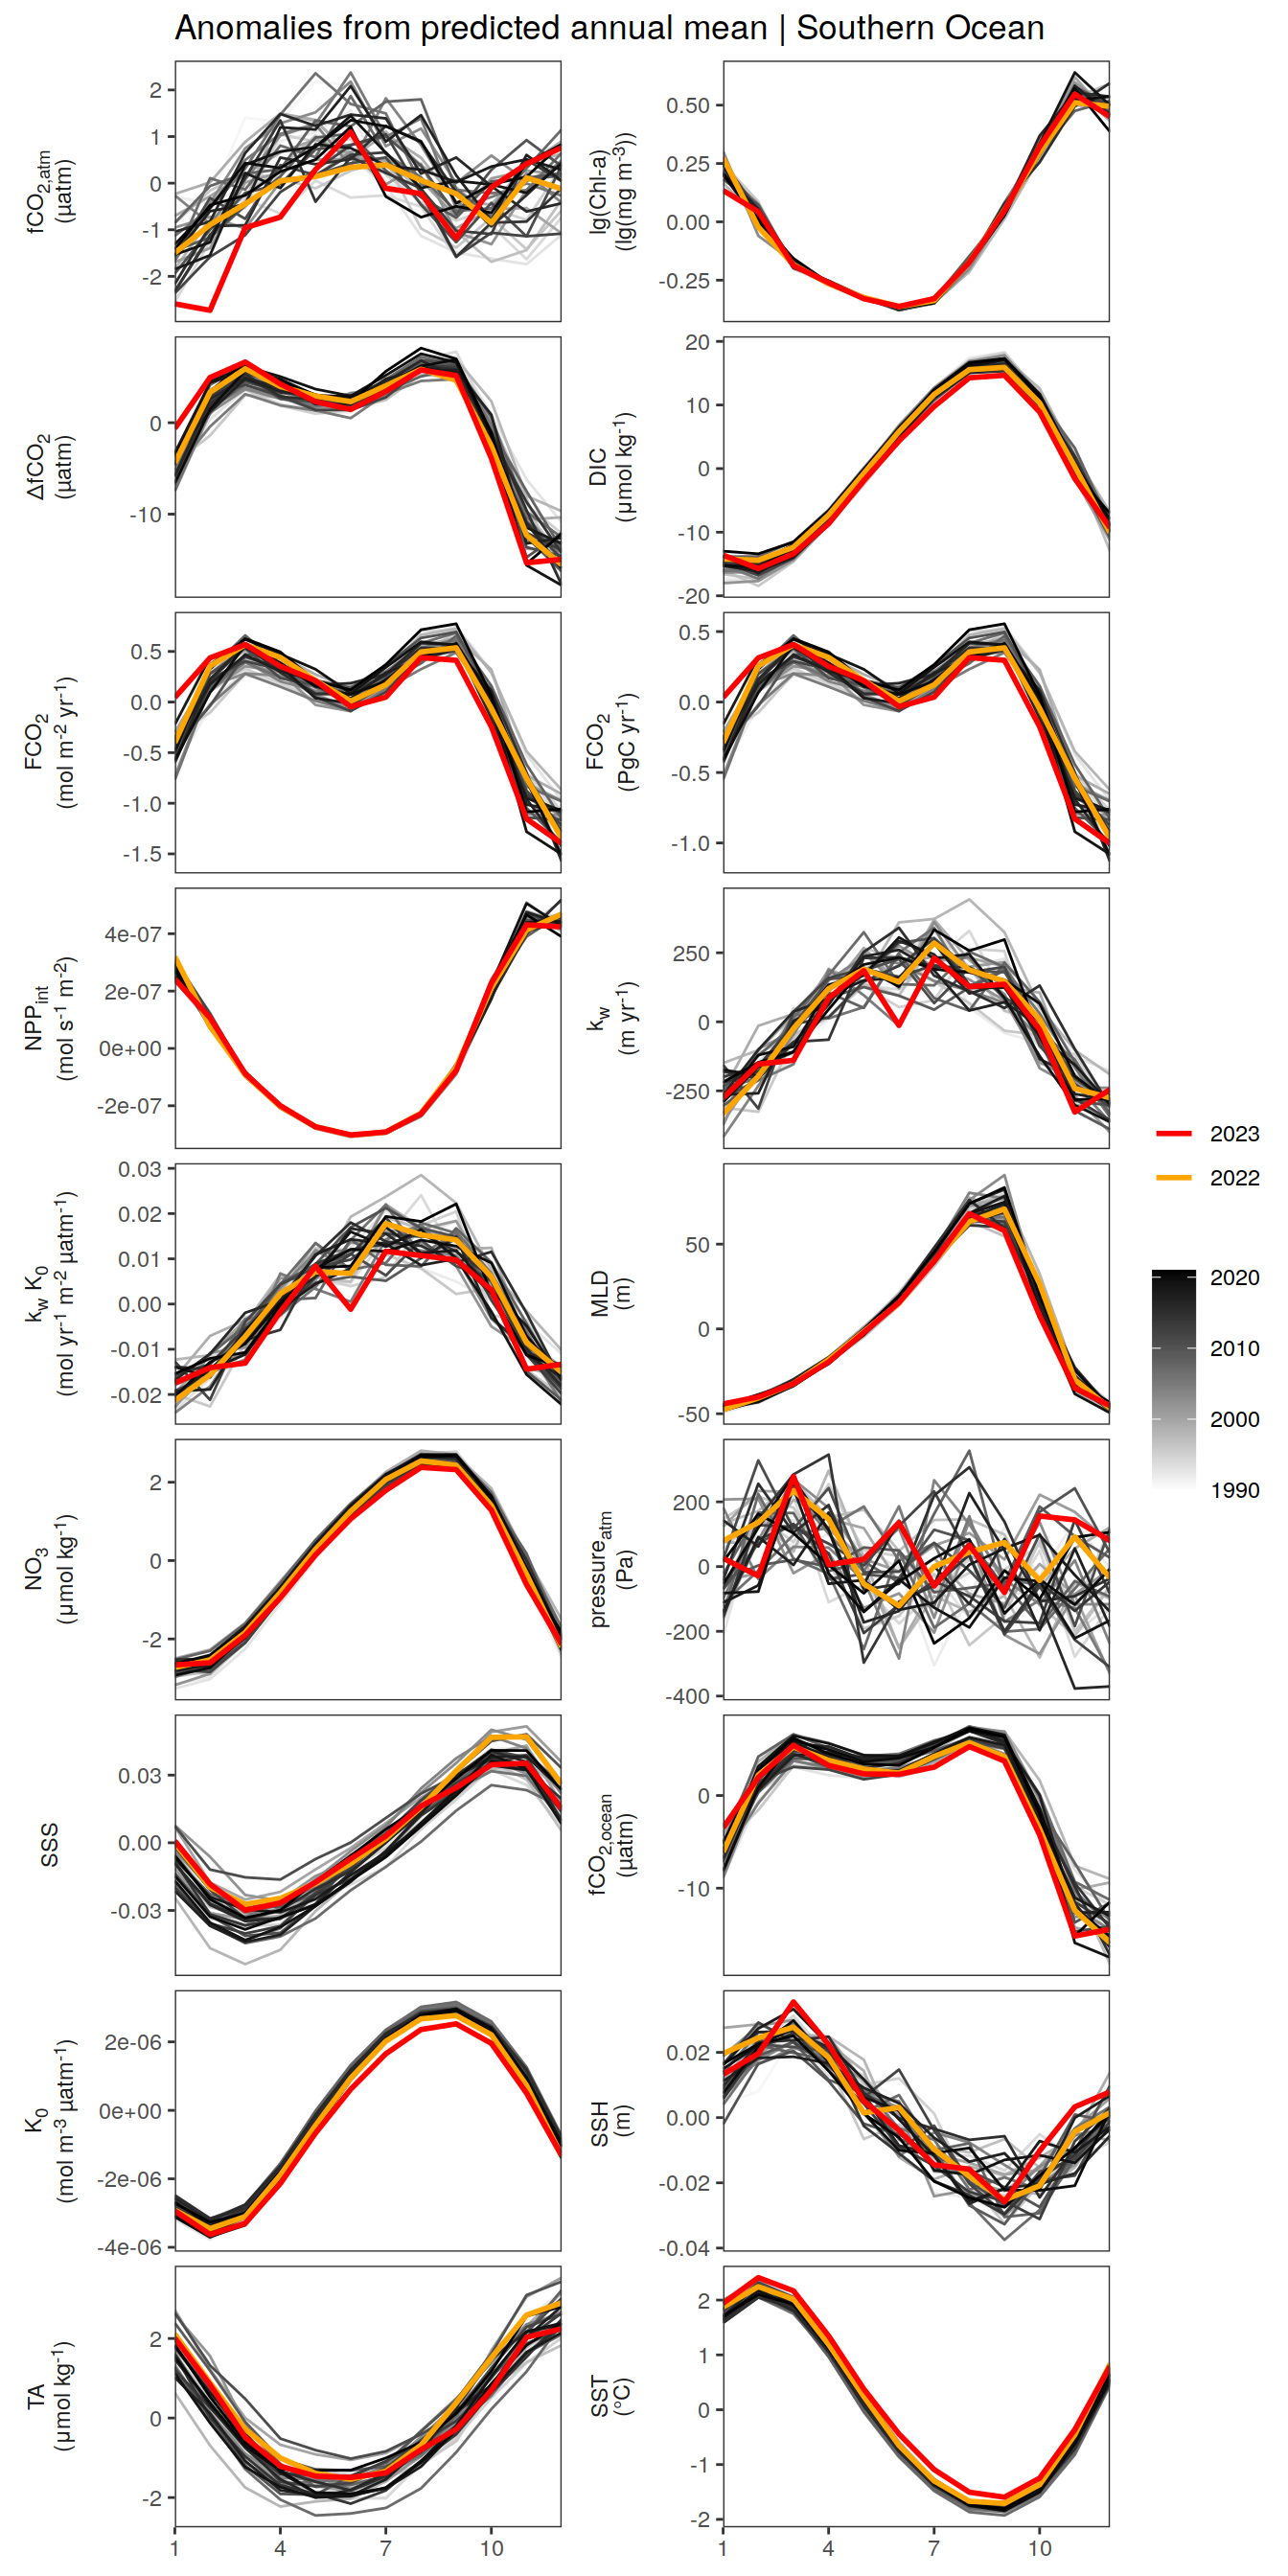 Anomalies from predicted annual mean | Southern Ocean
fCO2,atm
(µatm)
2
1
0
-1
-2
lg(Chl-a)
(lg(mg m-3))
0.50
0.25
0.00
-0.25
ΔfCO2
(µatm)
0
-10
DIC
(µmol kg-1)
20
10
0
-10
-20
FCO2
(mol m-2 yr-1)
0.5
0.0
-0.5
-1.0
-1.5
FCO2
(PgC yr-1)
0.5
0.0
-0.5
-1.0
NPPint
(mol s-1 m-2)
4e-07
2e-07
0e+00
-2e-07
kw
(m yr-1)
250
0
-250
kw K0
(mol yr-1 m-2 µatm-1)
0.03
0.02
0.01
0.00
-0.01
-0.02
MLD
(m)
50
0
-50
NO3
(µmol kg-1)
2
0
-2
pressureatm
(Pa)
200
0
-200
-400
SSS
0.03
0.00
-0.03
fCO2,ocean
(µatm)
0
-10
K0
(mol m-3 µatm-1)
2e-06
0e+00
-2e-06
-4e-06
SSH
(m)
0.02
0.00
-0.02
-0.04
TA
(µmol kg-1)
2
0
-2
SST
(°C)
2
1
0
-1
-2
1 4 7 10
1 4 7 10
2023
2022
2020
2010
2000
1990